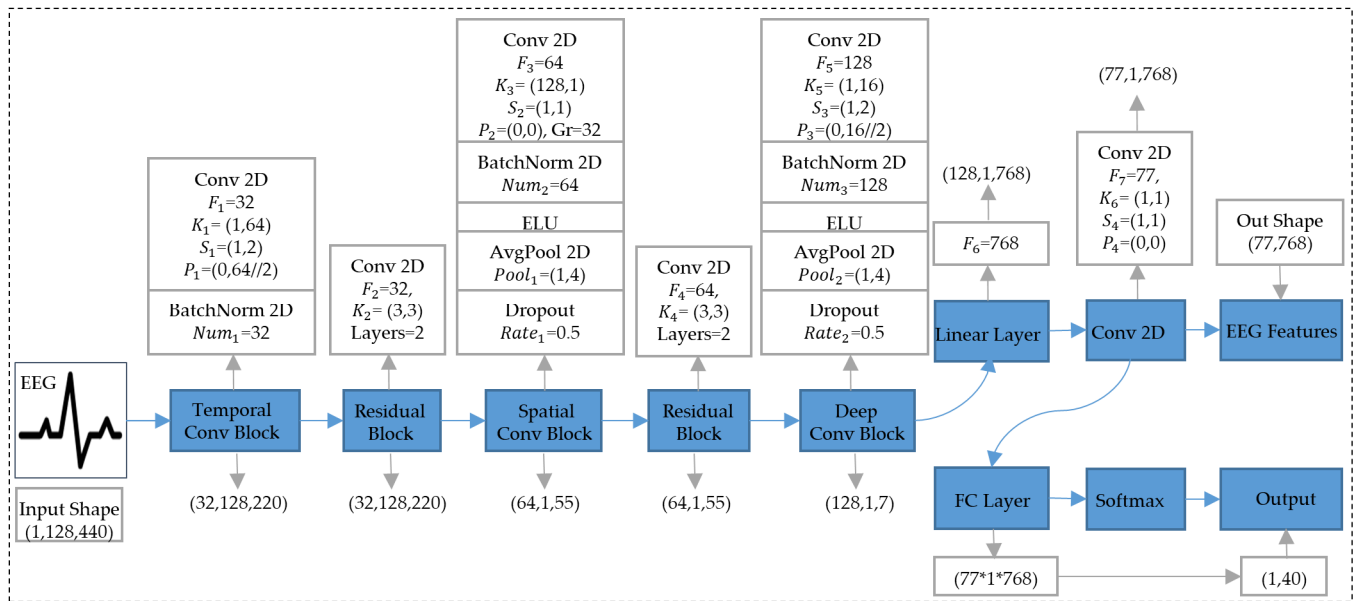 EEG
Input Shape
(1,128,440)
Conv 2D
𝐹₁=32
𝐾₁= (1,64)
𝑆₁=(1,2)
𝑃₁=(0,64//2)
BatchNorm 2D
𝑁𝑢𝑚₁=32
Temporal
Conv Block
(32,128,220)
Conv 2D
𝐹₂=32,
𝐾₂= (3,3)
Layers=2
Residual
Block
(32,128,220)
Conv 2D
𝐹₃=64
𝐾₃= (128,1)
𝑆₂=(1,1)
𝑃₂=(0,0), Gr=32
BatchNorm 2D
𝑁𝑢𝑚₂=64
ELU
AvgPool 2D
𝑃𝑜𝑜𝑙₁=(1,4)
Dropout
𝑅𝑎𝑡𝑒₁=0.5
Spatial
Conv Block
(64,1,55)
Conv 2D
𝐹₄=64,
𝐾₄= (3,3)
Layers=2
Residual
Block
(64,1,55)
Conv 2D
𝐹₅=128
𝐾₅= (1,16)
𝑆₃=(1,2)
𝑃₃=(0,16//2)
BatchNorm 2D
𝑁𝑢𝑚₃=128
ELU
AvgPool 2D
𝑃𝑜𝑜𝑙₂=(1,4)
Dropout
𝑅𝑎𝑡𝑒₂=0.5
Deep
Conv Block
(128,1,7)
(128,1,768)
𝐹₆=768
Linear Layer
(77,1,768)
Conv 2D
𝐹₇=77,
𝐾₆= (1,1)
𝑆₄=(1,1)
𝑃₄=(0,0)
Conv 2D
Out Shape
(77,768)
EEG Features
FC Layer
Softmax
Output
(77*1*768)
(1,40)